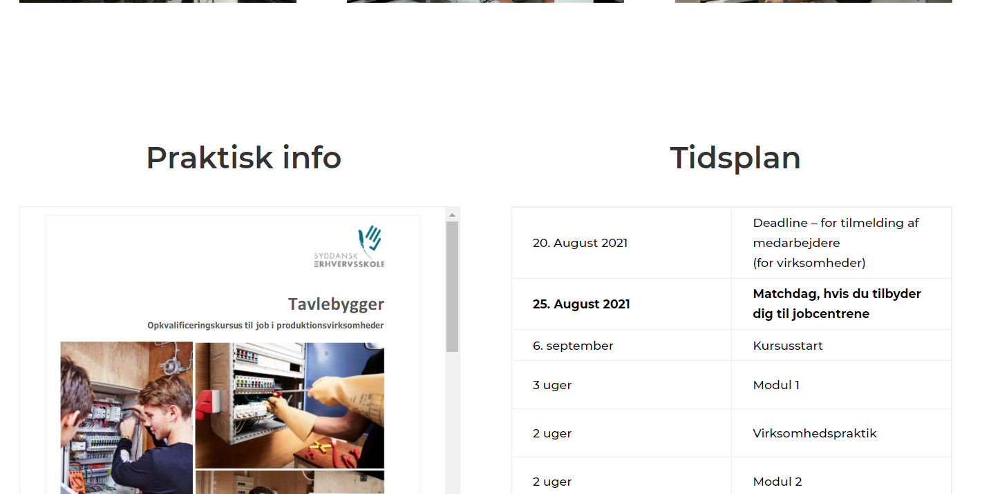 Praktisk info
Tidsplan
SYDDANSK
ERHVERVSSKOLE
Tavlebygger
Opkvalificeringskursus til job i produktionsvirksomheder
20. August 2021
Deadline – for tilmelding af
medarbejdere
(for virksomheder)
25. August 2021
Matchdag, hvis du tilbyder
dig til jobcentrene
6. september
Kursusstart
3 uger
Modul 1
2 uger
Virksomhedspraktik
2 uger
Modul 2